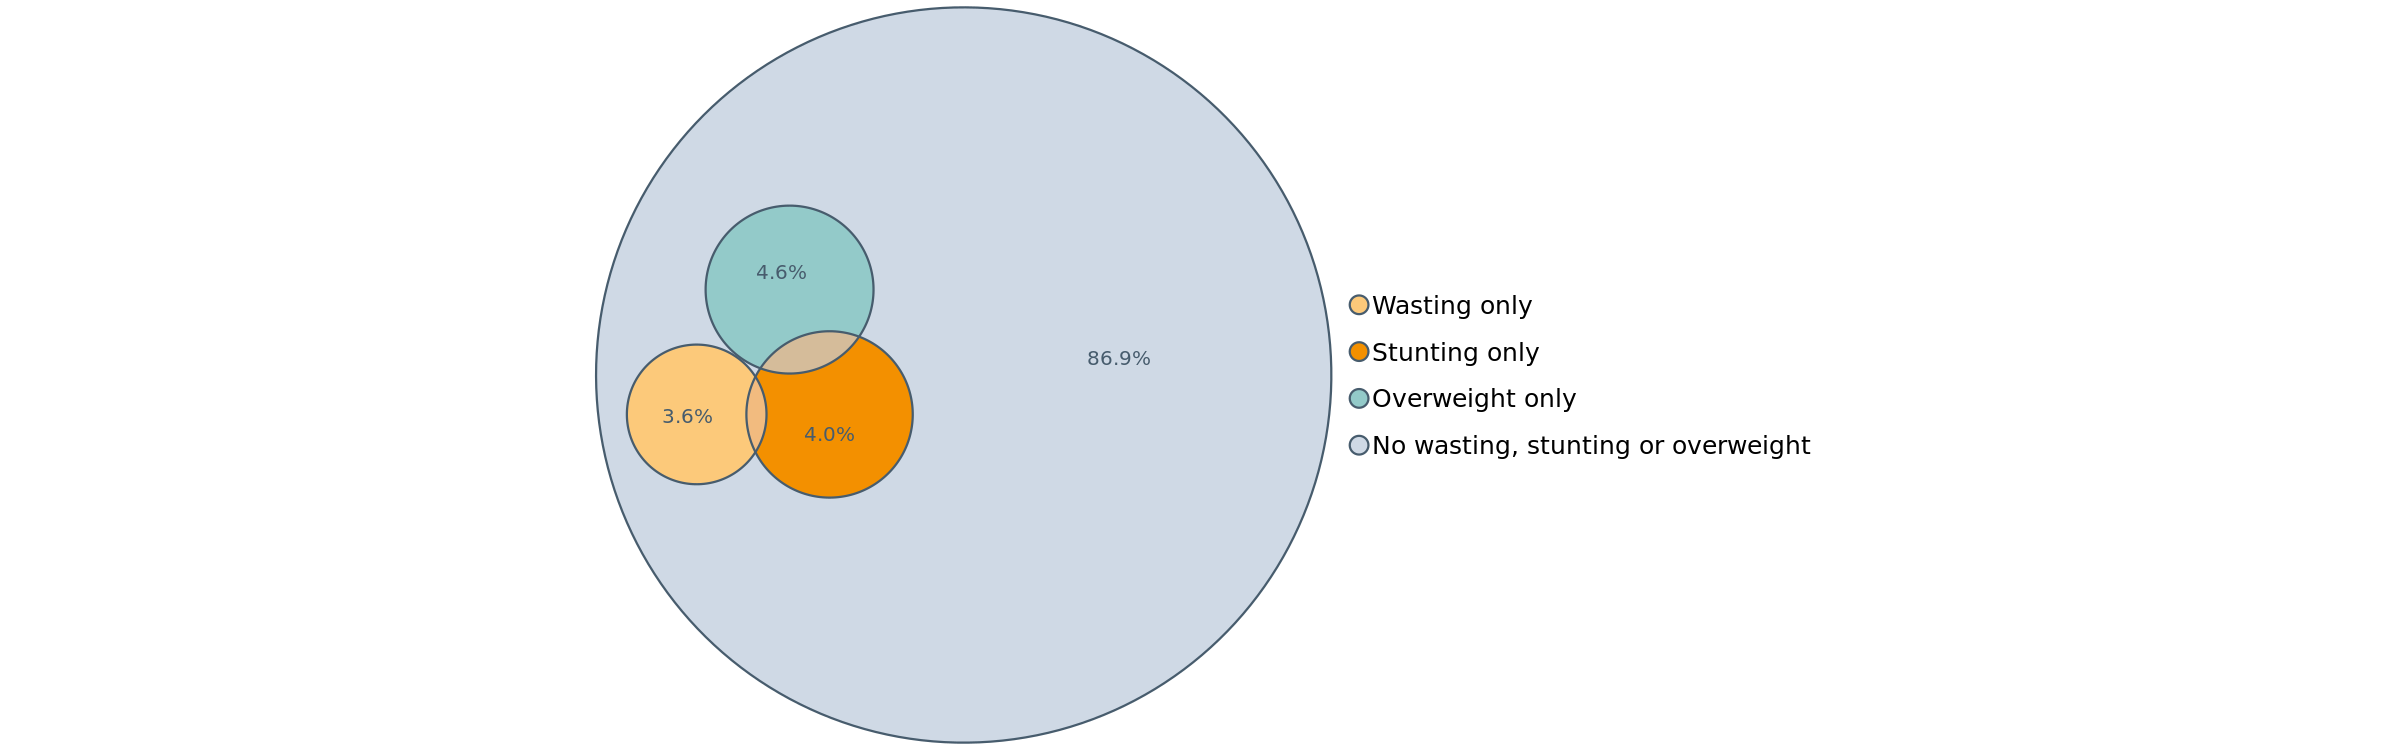 4.6%
86.9%
3.6%
4.0%
Wasting only
Stunting only
Overweight only
No wasting, stunting or overweight